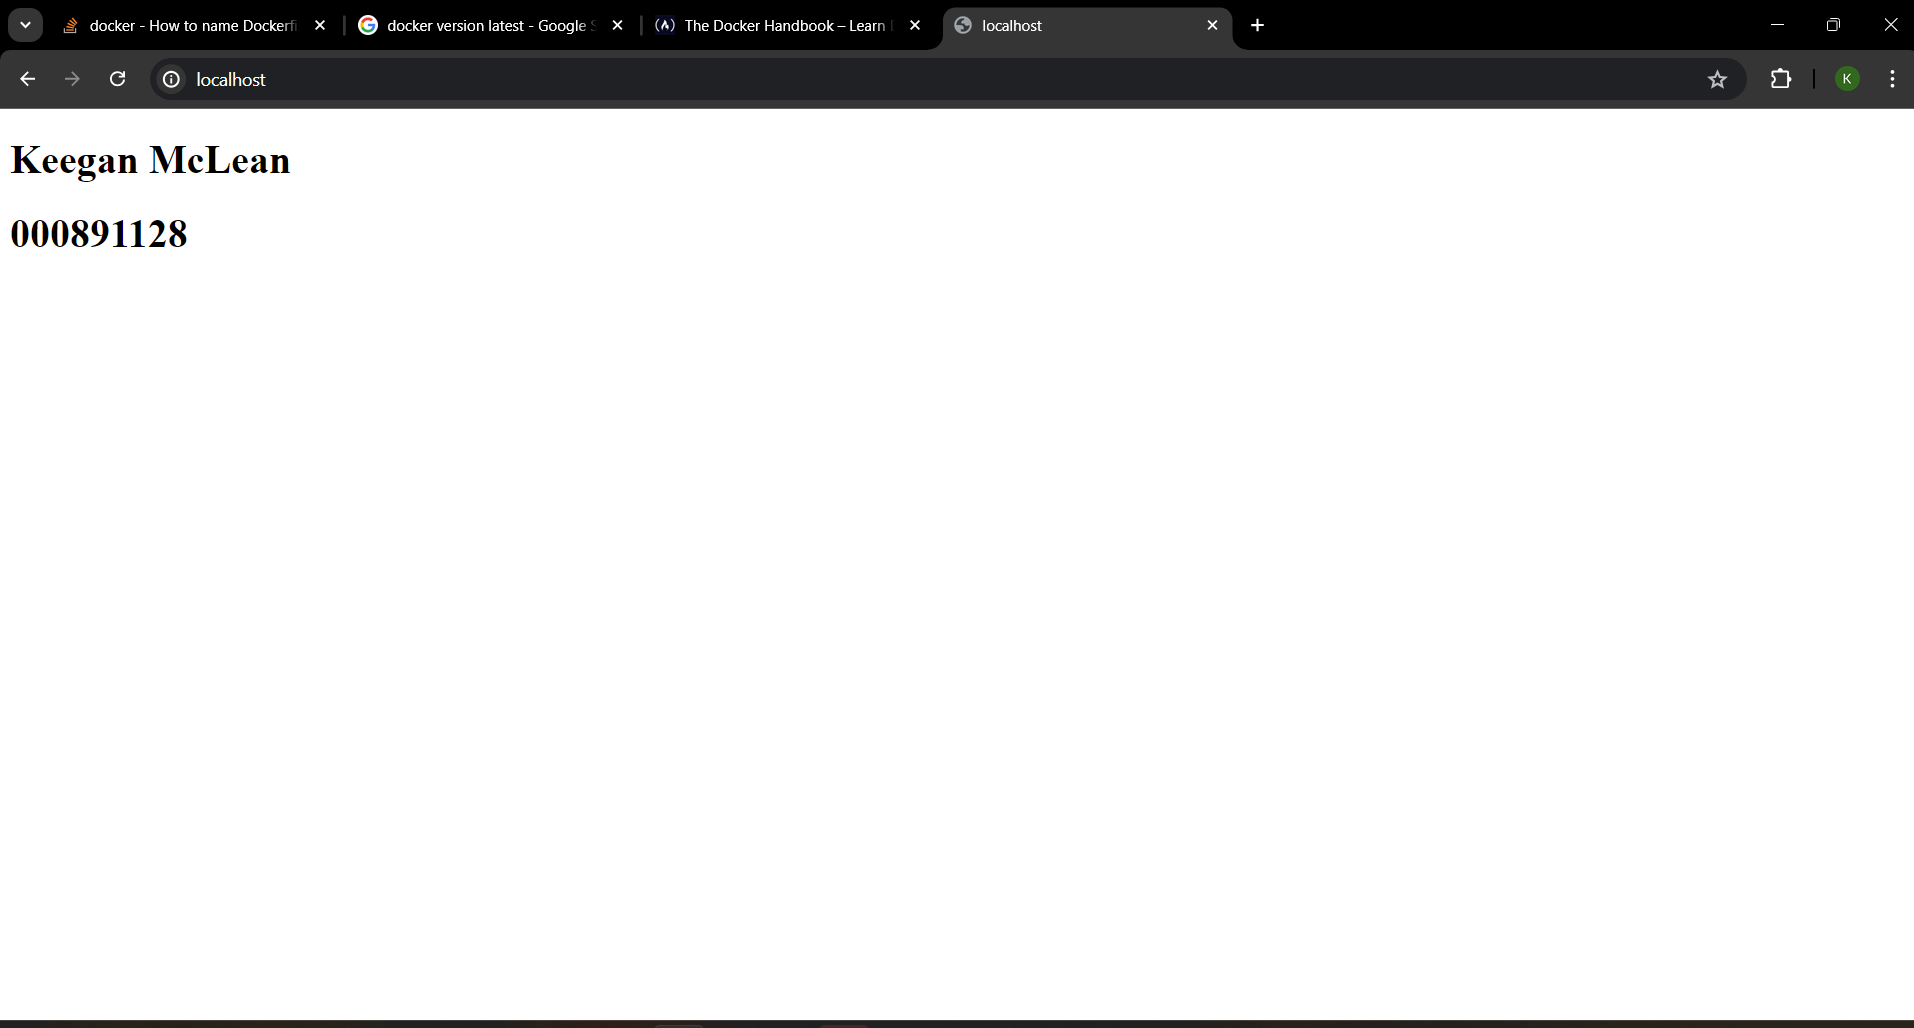 docker - How to name Dockerfi
docker version latest - Google S
The Docker Handbook – Learn
localhost
localhost
K
Keegan McLean
000891128